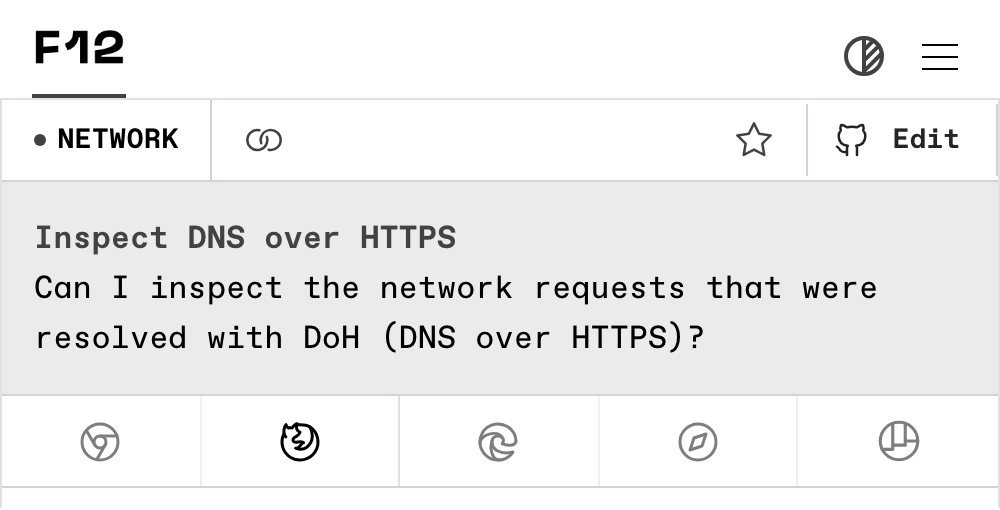 F12
NETWORK
Edit
Inspect DNS over HTTPS
Can I inspect the network requests that were
resolved with DoH (DNS over HTTPS)?